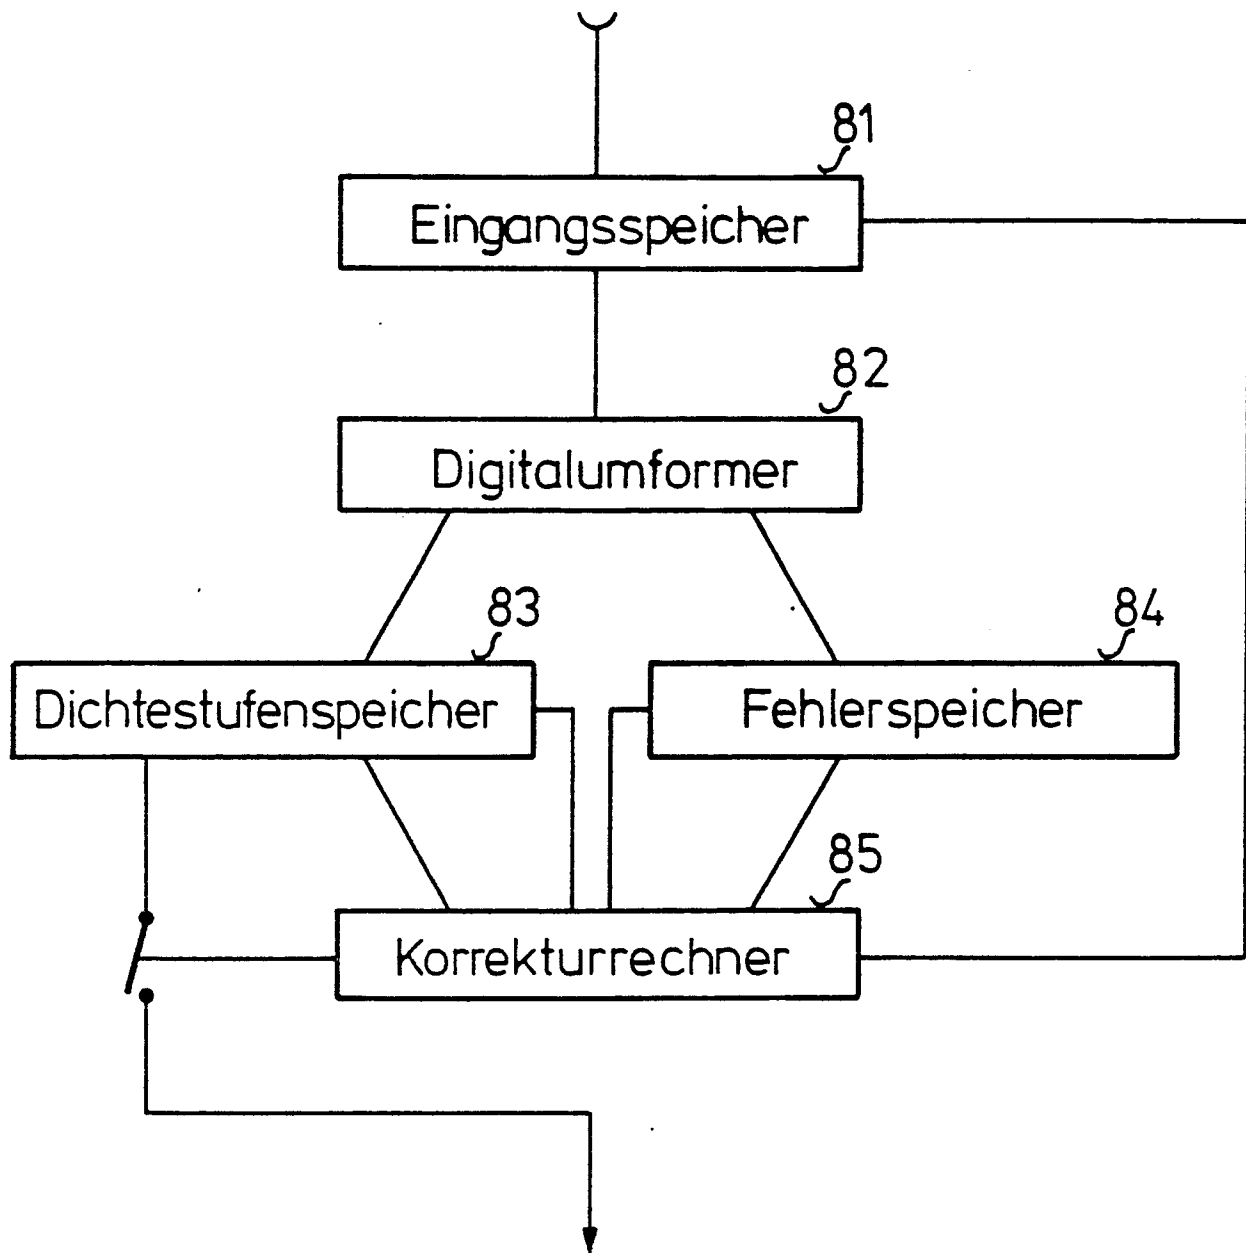 81
Eingangsspeicher
82
Digitalumformer
83
Dichtestufenspeicher
84
Fehlerspeicher
85
Korrekturrechner